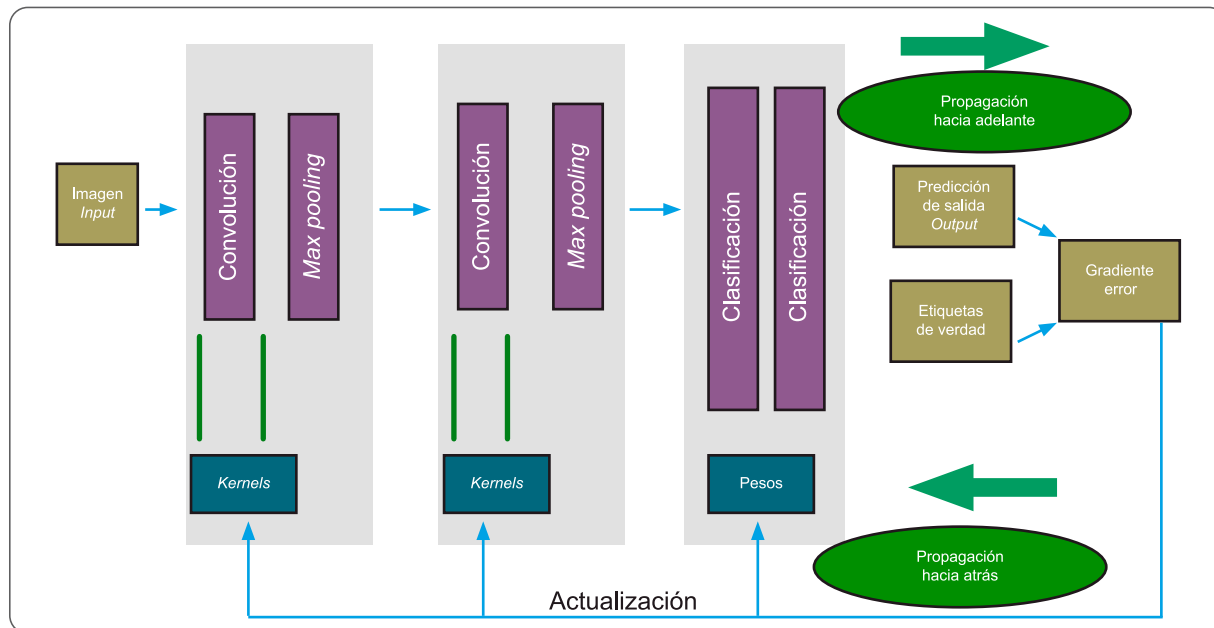 Imagen
Input
Convolución
Max pooling
Kernels
Convolución
Max pooling
Kernels
Clasificación
Clasificación
Pesos
Propagación
hacia adelante
Predicción
de salida
Output
Etiquetas
de verdad
Gradiente
error
Propagación
hacia atrás
Actualización